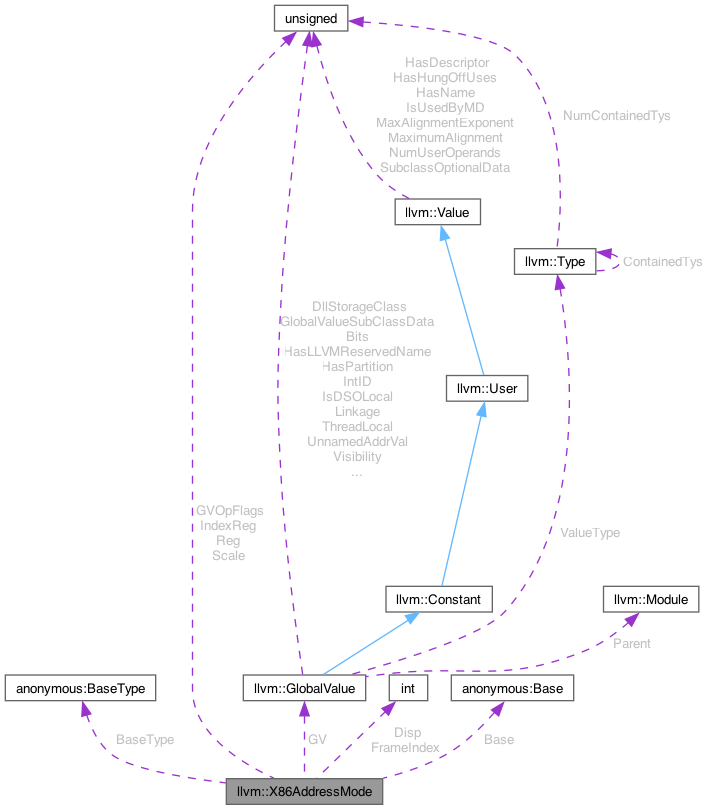 unsigned
HasDescriptor
HasHungOffUses
HasName
IsUsedByMD
MaxAlignmentExponent
MaximumAlignment
NumUserOperands
SubclassOptionalData
NumContainedTys
llvm::Value
llvm::Type
ContainedTys
DllStorageClass
GlobalValueSubClassData
Bits
HasLLVMReservedName
HasPartition
IntID
IsDSOLocal
Linkage
ThreadLocal
UnnamedAddrVal
Visibility
...
llvm::User
GVOpFlags
IndexReg
Reg
Scale
ValueType
llvm::Constant
llvm::Module
Parent
anonymous:BaseType
llvm::GlobalValue
int
anonymous:Base
BaseType
GV
Disp
FrameIndex
Base
llvm::X86AddressMode